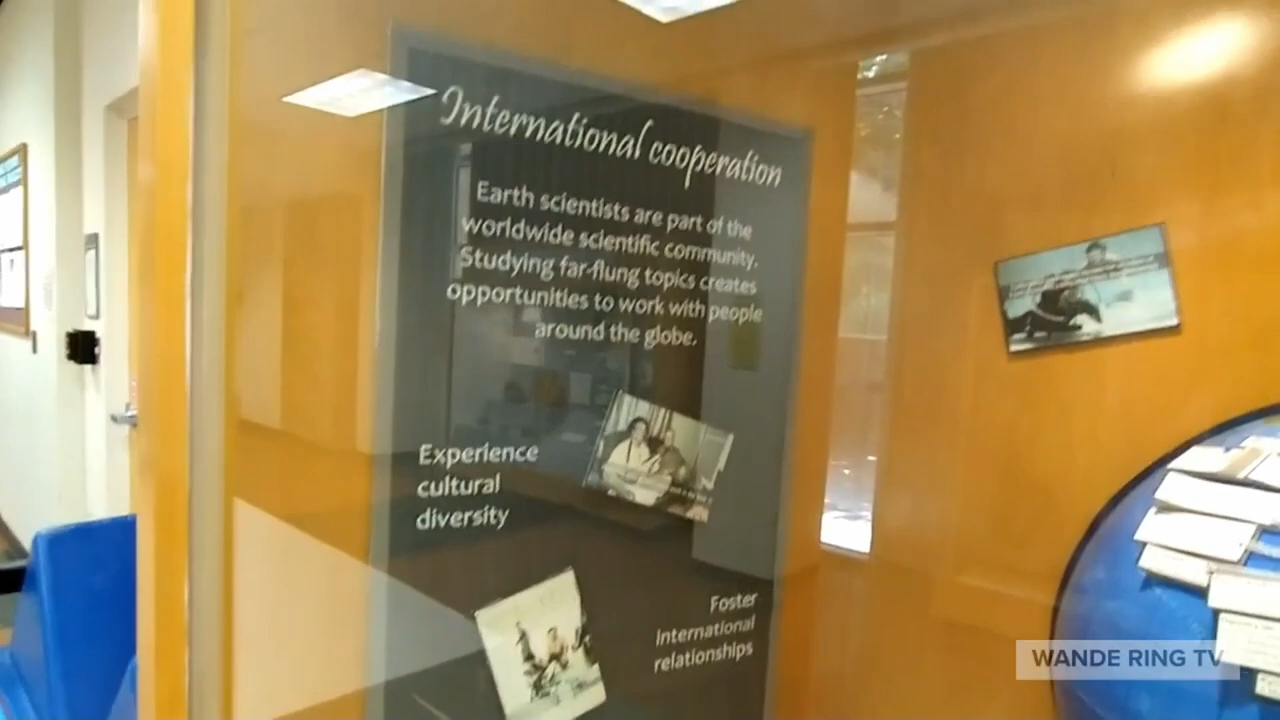 International cooperation
Earth scientists are part of the
worldwide scientific community.
Studying far-flung topics creates
opportunities to work with people
around the globe.
Experience
cultural
diversity
Foster
international
relationships
WANDE RING TV